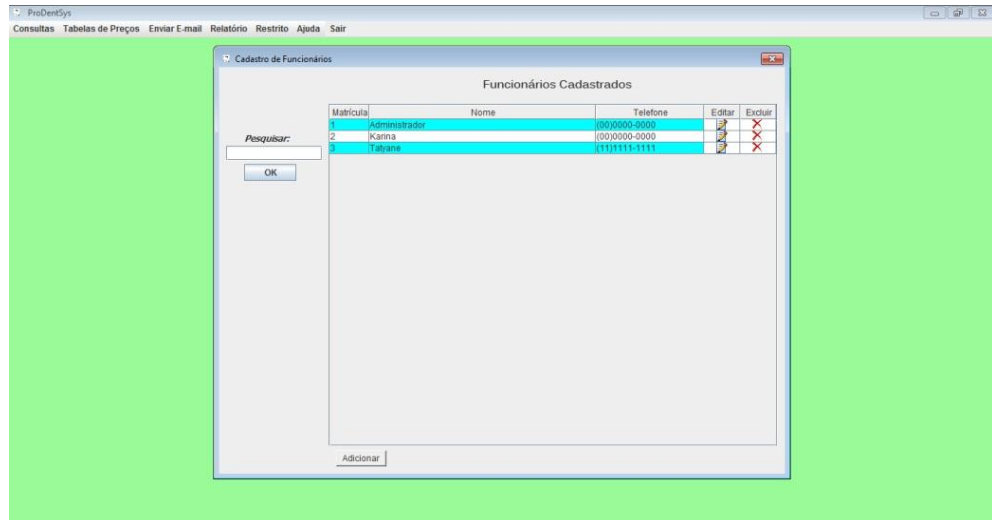 ProDentSys
Consultas Tabelas de Preços Enviar E-mail Relatório Restrito Ajuda Sair
Cadastro de Funcionários
Funcionários Cadastrados
Matrícula Nome Telefone Editar Excluir
1 Administrador (00)0000-0000
2 Karina (00)0000-0000
3 Tatyane (11)1111-1111
Pesquisar:
OK
Adicionar